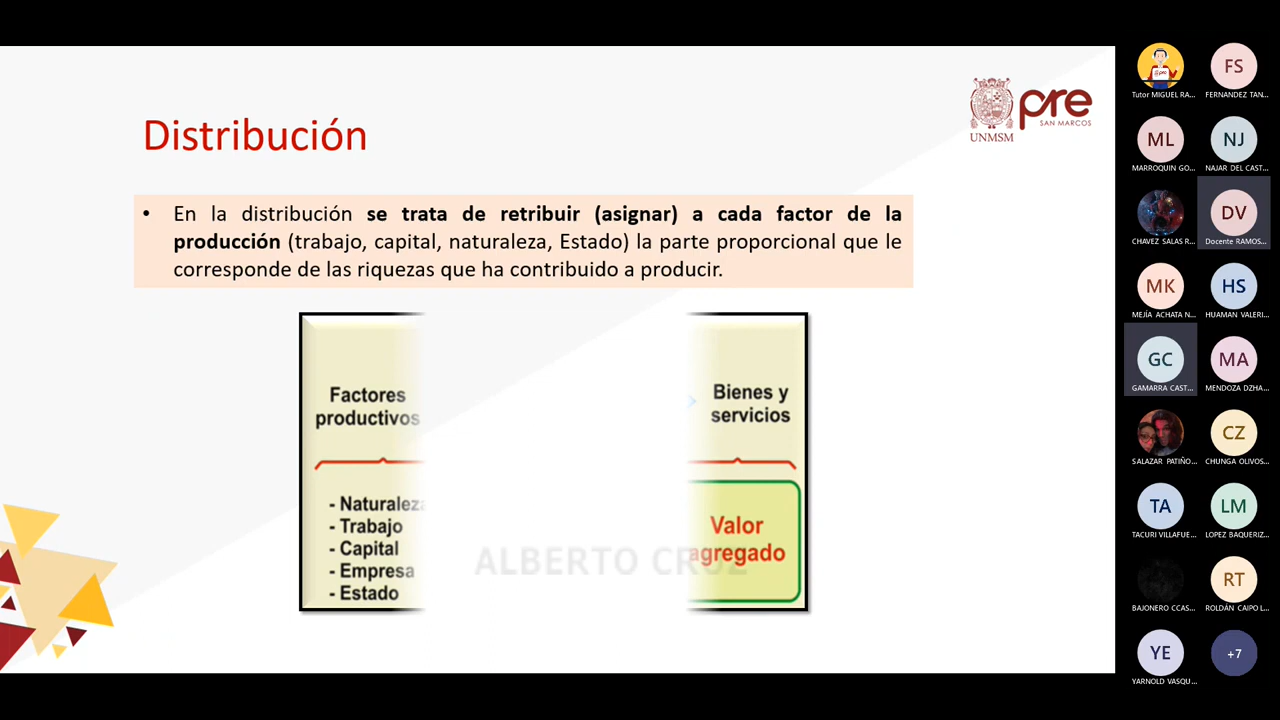 Distribución
UNMSM
pre
SAN MARCOS
• En la distribución se trata de retribuir (asignar) a cada factor de la
producción (trabajo, capital, naturaleza, Estado) la parte proporcional que le
corresponde de las riquezas que ha contribuido a producir.
Factores
productivos
- Naturaleza
- Trabajo
- Capital
- Empresa
- Estado
Bienes y
servicios
Valor
agregado
ALBERTO CRUZ
Tutor MIGUEL RA...
FS
FERNANDEZ TAN...
ML
MARROQUIN GO...
NJ
NAJAR DEL CAST...
CHAVEZ SALAS R...
DV
Docente RAMOS...
MK
MEJÍA ACHATA N...
HS
HUAMAN VALERI...
GC
GAMARRA CAST...
MA
MENDOZA DZHA...
SALAZAR PATIÑO...
CZ
CHUNGA OLIVOS...
TA
TACURI VILLAFUE...
LM
LOPEZ BAQUERIZ...
BAJONERO CCAS...
RT
ROLDÁN CAIPO L...
YE
YARNOLD VASQU...
+7